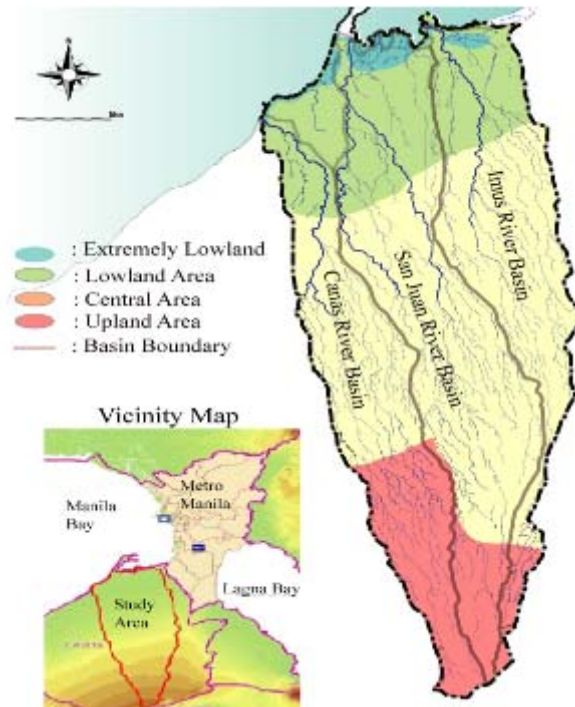 N
: Extremely Lowland
: Lowland Area
: Central Area
: Upland Area
: Basin Boundary
Imus River Basin
San Juan River Basin
Canas River Basin
Vicinity Map
Metro
Manila
Manila
Bay
Lagna Bay
Study
Area